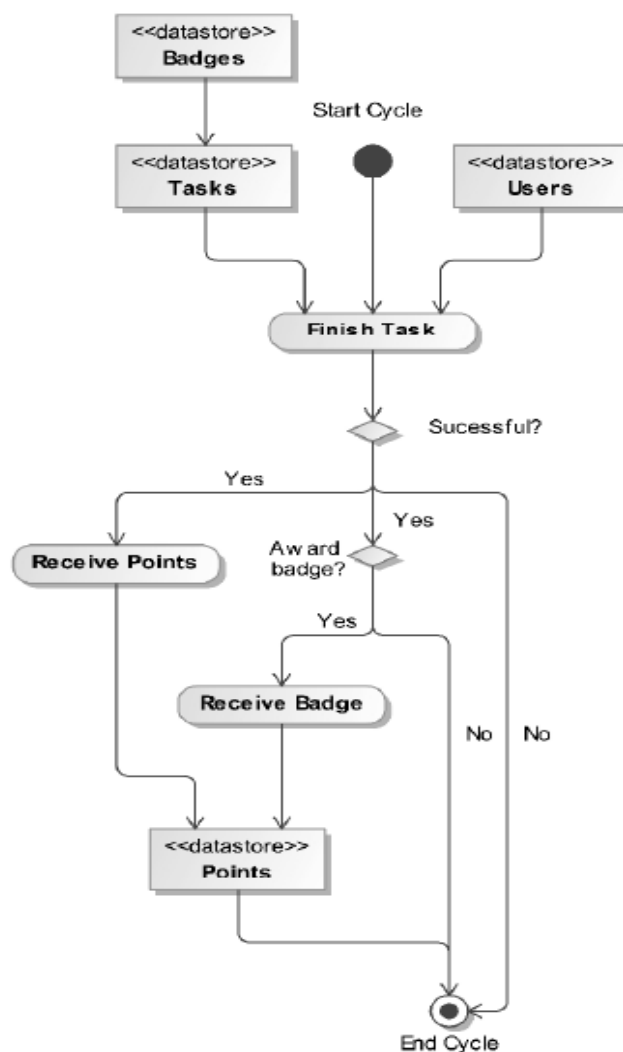 <<datastore>>
Badges
Start Cycle
<<datastore>>
Tasks
<<datastore>>
Users
Finish Task
Sucessful?
Yes
Yes
Receive Points
Award
badge?
Yes
Receive Badge
No
No
<<datastore>>
Points
End Cycle